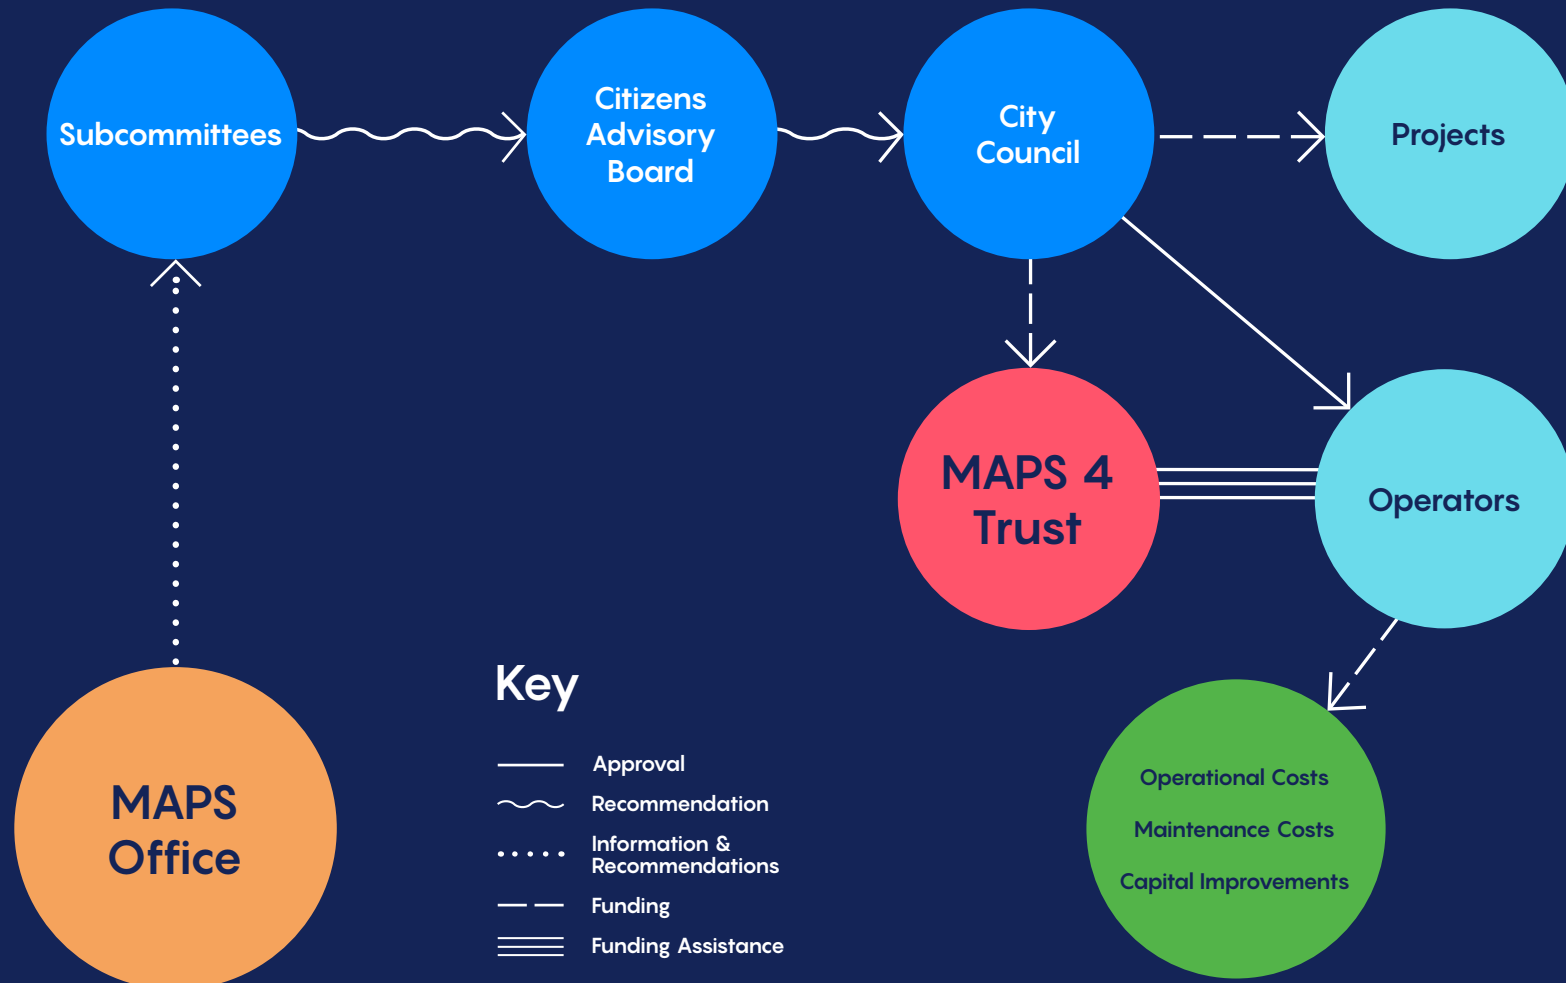 Subcommittees
Citizens
Advisory
Board
City
Council
Projects
MAPS 4
Trust
Operators
MAPS
Office
Key
Approval
Recommendation
Information &
Recommendations
Funding
Funding Assistance
Operational Costs
Maintenance Costs
Capital Improvements